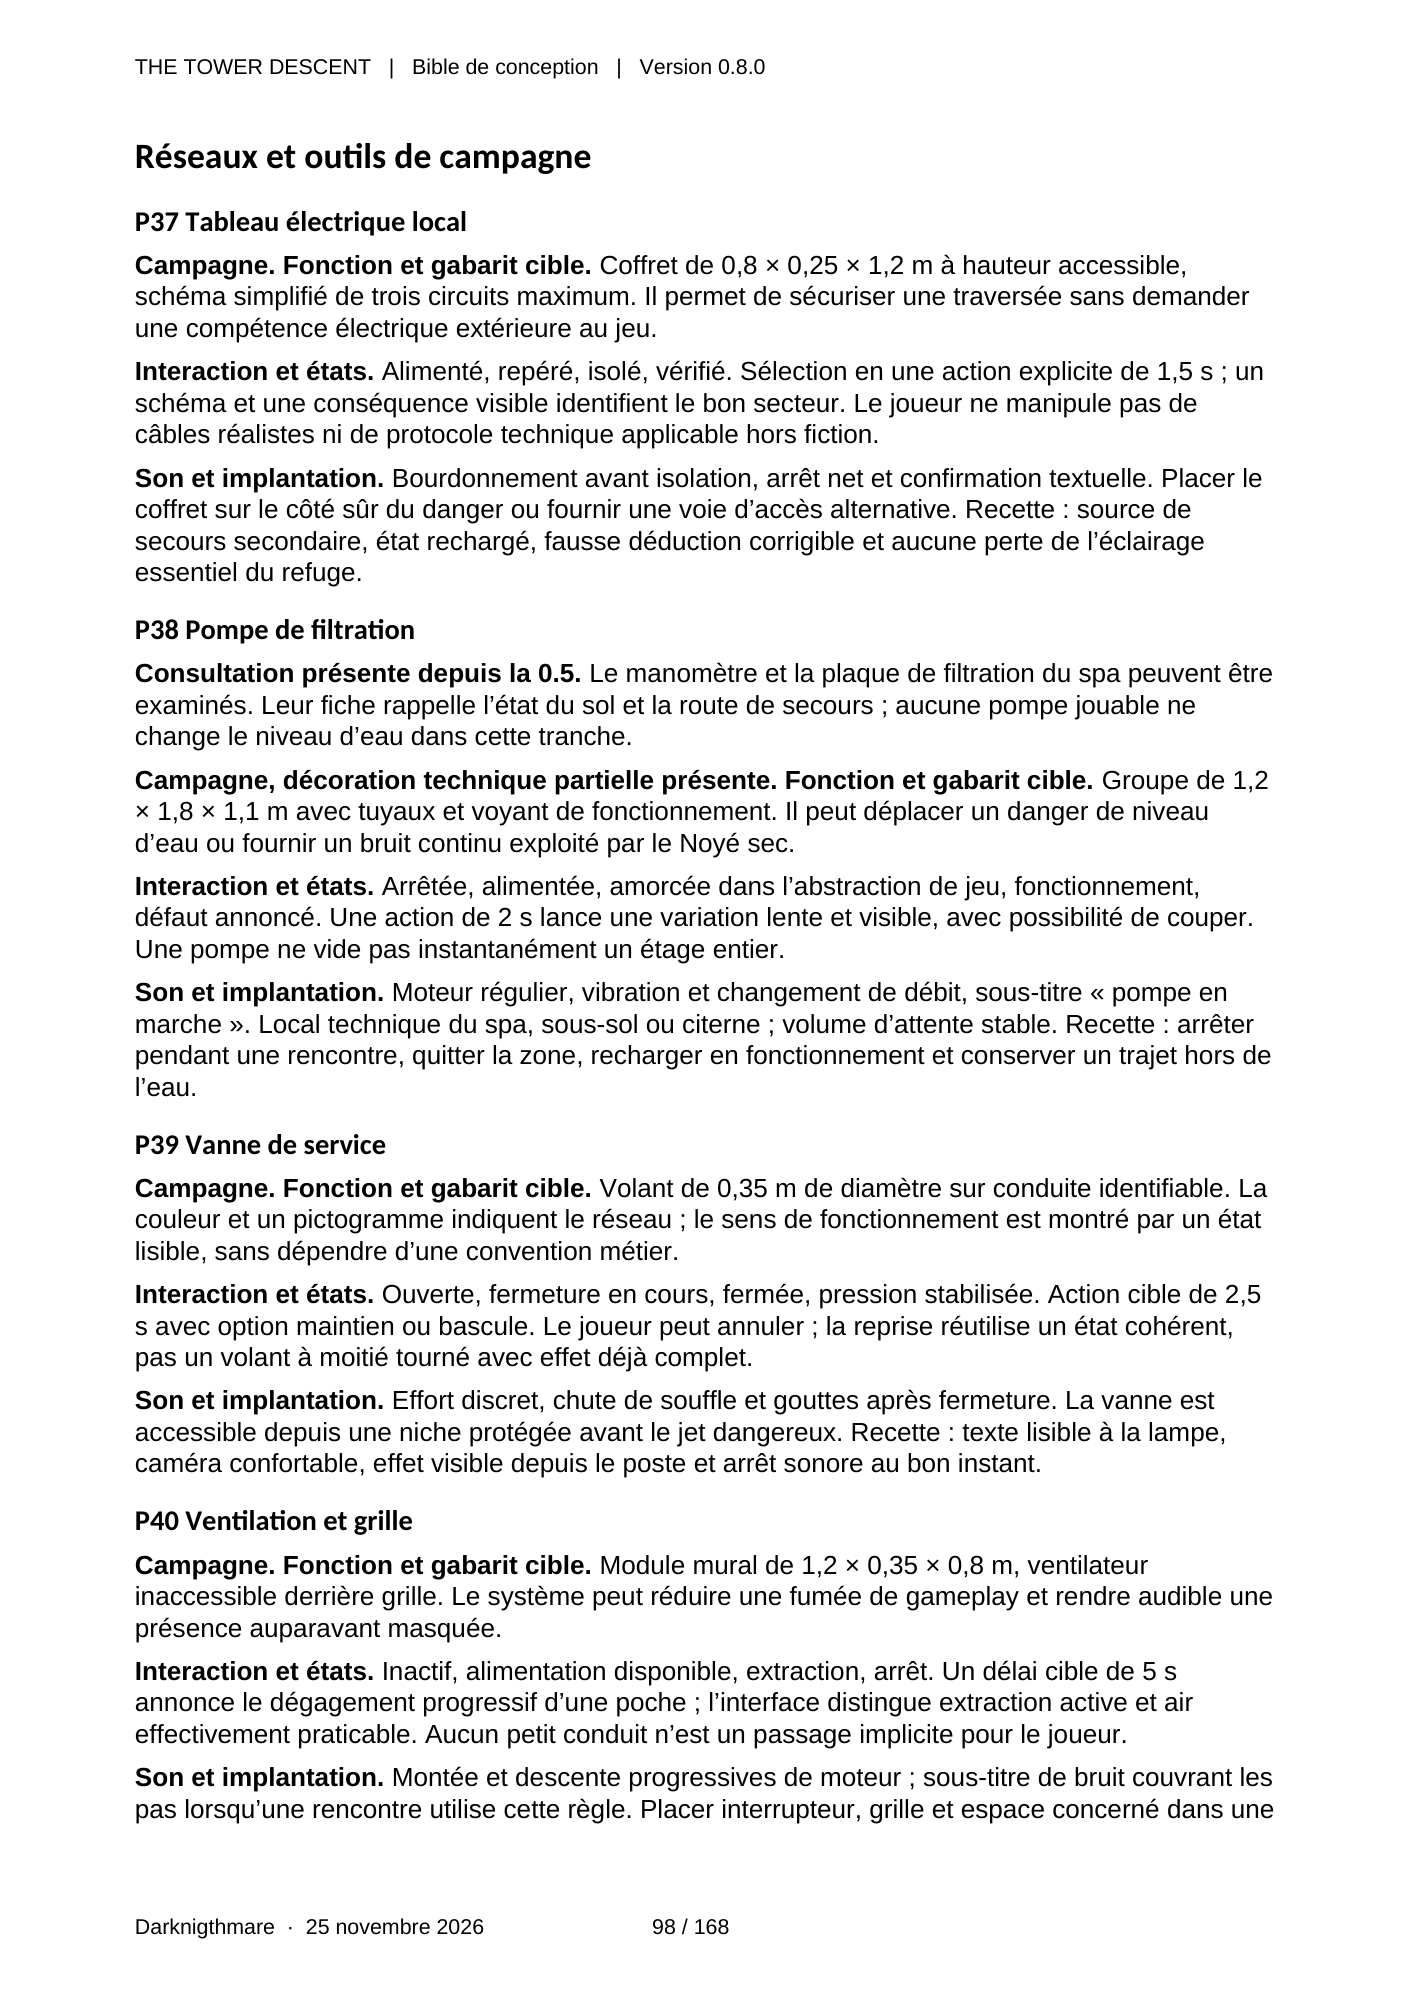 THE TOWER DESCENT | Bible de conception | Version 0.8.0
Réseaux et outils de campagne
P37 Tableau électrique local
Campagne. Fonction et gabarit cible. Coffret de 0,8 × 0,25 × 1,2 m à hauteur accessible,
schéma simplifié de trois circuits maximum. Il permet de sécuriser une traversée sans demander
une compétence électrique extérieure au jeu.
Interaction et états. Alimenté, repéré, isolé, vérifié. Sélection en une action explicite de 1,5 s ; un
schéma et une conséquence visible identifient le bon secteur. Le joueur ne manipule pas de
câbles réalistes ni de protocole technique applicable hors fiction.
Son et implantation. Bourdonnement avant isolation, arrêt net et confirmation textuelle. Placer le
coffret sur le côté sûr du danger ou fournir une voie d’accès alternative. Recette : source de
secours secondaire, état rechargé, fausse déduction corrigible et aucune perte de l’éclairage
essentiel du refuge.
P38 Pompe de filtration
Consultation présente depuis la 0.5. Le manomètre et la plaque de filtration du spa peuvent être
examinés. Leur fiche rappelle l’état du sol et la route de secours ; aucune pompe jouable ne
change le niveau d’eau dans cette tranche.
Campagne, décoration technique partielle présente. Fonction et gabarit cible. Groupe de 1,2
× 1,8 × 1,1 m avec tuyaux et voyant de fonctionnement. Il peut déplacer un danger de niveau
d’eau ou fournir un bruit continu exploité par le Noyé sec.
Interaction et états. Arrêtée, alimentée, amorcée dans l’abstraction de jeu, fonctionnement,
défaut annoncé. Une action de 2 s lance une variation lente et visible, avec possibilité de couper.
Une pompe ne vide pas instantanément un étage entier.
Son et implantation. Moteur régulier, vibration et changement de débit, sous-titre « pompe en
marche ». Local technique du spa, sous-sol ou citerne ; volume d’attente stable. Recette : arrêter
pendant une rencontre, quitter la zone, recharger en fonctionnement et conserver un trajet hors de
l’eau.
P39 Vanne de service
Campagne. Fonction et gabarit cible. Volant de 0,35 m de diamètre sur conduite identifiable. La
couleur et un pictogramme indiquent le réseau ; le sens de fonctionnement est montré par un état
lisible, sans dépendre d’une convention métier.
Interaction et états. Ouverte, fermeture en cours, fermée, pression stabilisée. Action cible de 2,5
s avec option maintien ou bascule. Le joueur peut annuler ; la reprise réutilise un état cohérent,
pas un volant à moitié tourné avec effet déjà complet.
Son et implantation. Effort discret, chute de souffle et gouttes après fermeture. La vanne est
accessible depuis une niche protégée avant le jet dangereux. Recette : texte lisible à la lampe,
caméra confortable, effet visible depuis le poste et arrêt sonore au bon instant.
P40 Ventilation et grille
Campagne. Fonction et gabarit cible. Module mural de 1,2 × 0,35 × 0,8 m, ventilateur
inaccessible derrière grille. Le système peut réduire une fumée de gameplay et rendre audible une
présence auparavant masquée.
Interaction et états. Inactif, alimentation disponible, extraction, arrêt. Un délai cible de 5 s
annonce le dégagement progressif d’une poche ; l’interface distingue extraction active et air
effectivement praticable. Aucun petit conduit n’est un passage implicite pour le joueur.
Son et implantation. Montée et descente progressives de moteur ; sous-titre de bruit couvrant les
pas lorsqu’une rencontre utilise cette règle. Placer interrupteur, grille et espace concerné dans une
Darknigthmare · 25 novembre 2026 98 / 168